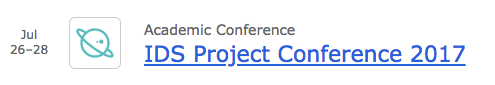 Jul
26–28
Academic Conference
IDS Project Conference 2017